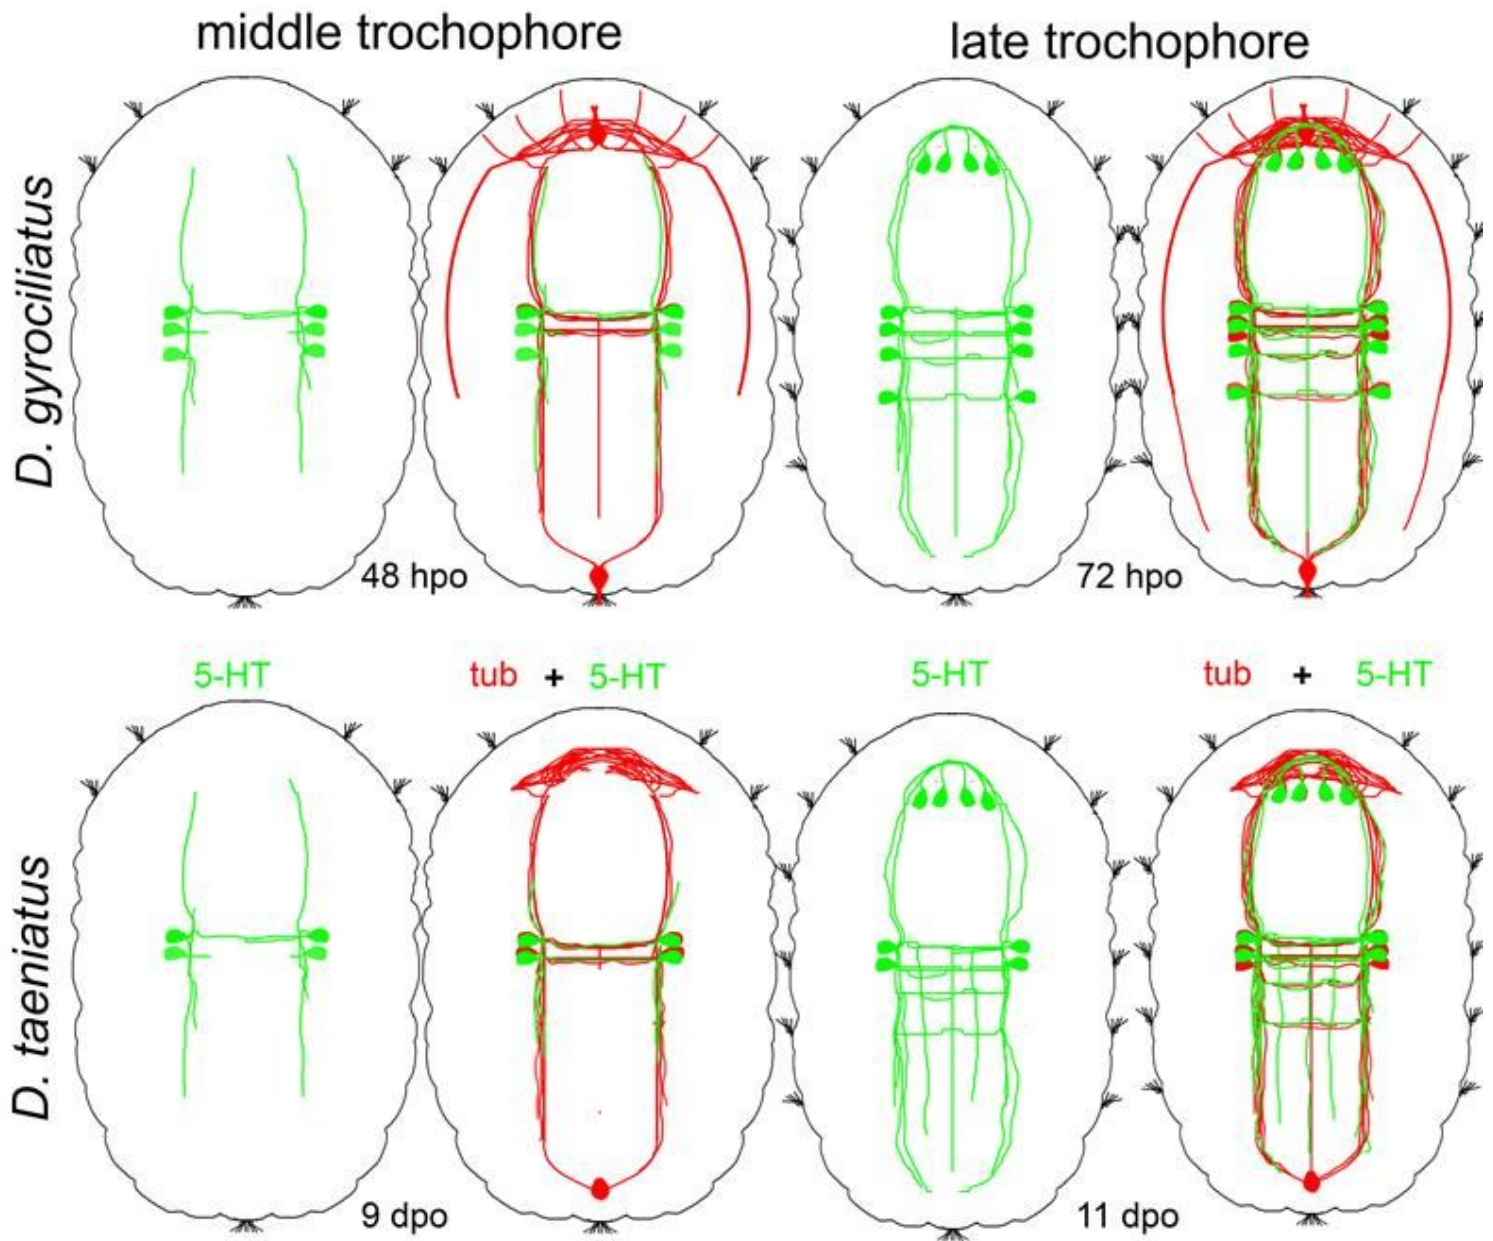 middle trochophore
late trochophore
D. gyrociliatus
48 hpo
72 hpo
5-HT
tub + 5-HT
5-HT
tub + 5-HT
D. taeniatus
9 dpo
11 dpo